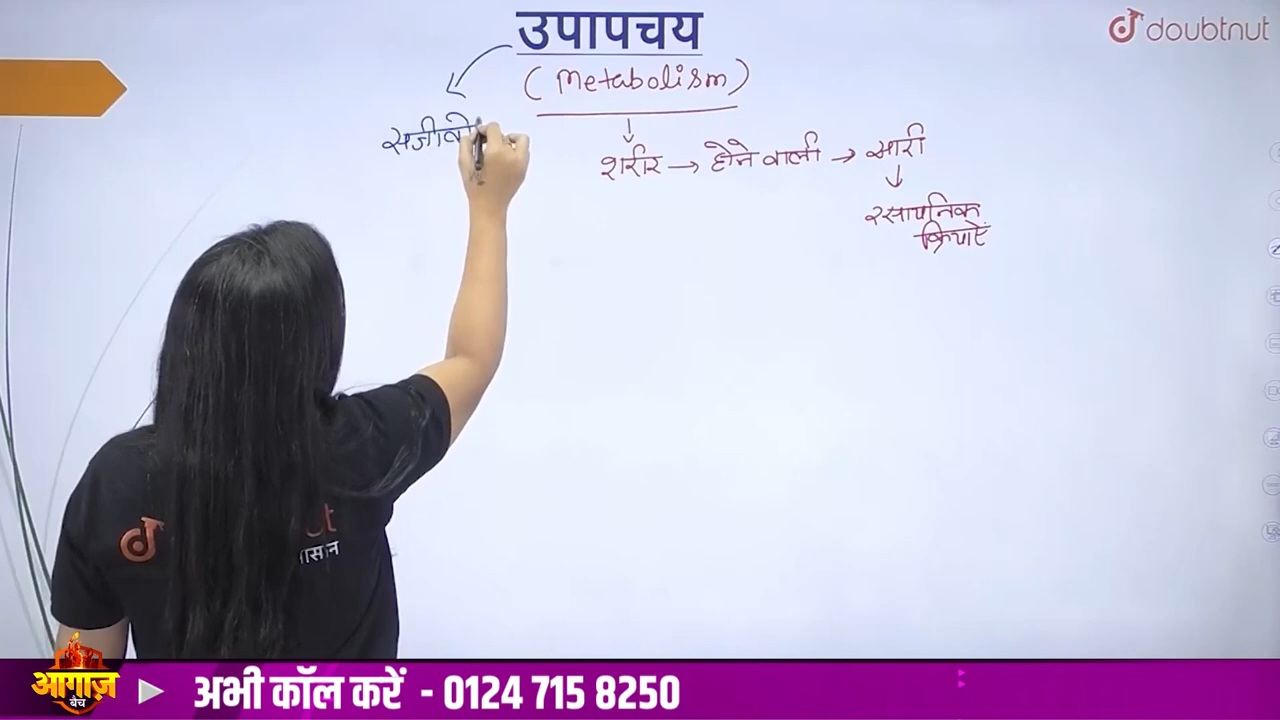 उपापचय
doubtnut
(Metabolism)
सजीवो
शरीर → होने वाली → सारी
रसायनिक
क्रियाऐं
आगाज़
बैच
अभी कॉल करें - 0124 715 8250